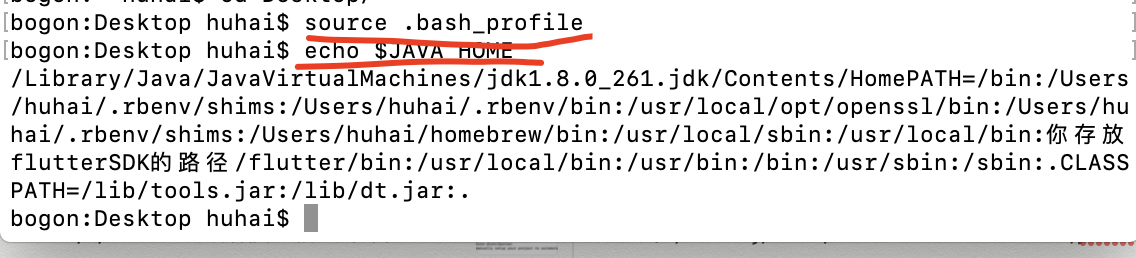 [bogon:Desktop huhai$ source .bash_profile ]
[bogon:Desktop huhai$ echo $JAVA_HOME ]
/Library/Java/JavaVirtualMachines/jdk1.8.0_261.jdk/Contents/HomePATH=/bin:/Users
/huhai/.rbenv/shims:/Users/huhai/.rbenv/bin:/usr/local/opt/openssl/bin:/Users/hu
hai/.rbenv/shims:/Users/huhai/homebrew/bin:/usr/local/sbin:/usr/local/bin:你存放
flutterSDK的路径/flutter/bin:/usr/local/bin:/usr/bin:/bin:/usr/sbin:/sbin:.CLASS
PATH=/lib/tools.jar:/lib/dt.jar:.
bogon:Desktop huhai$